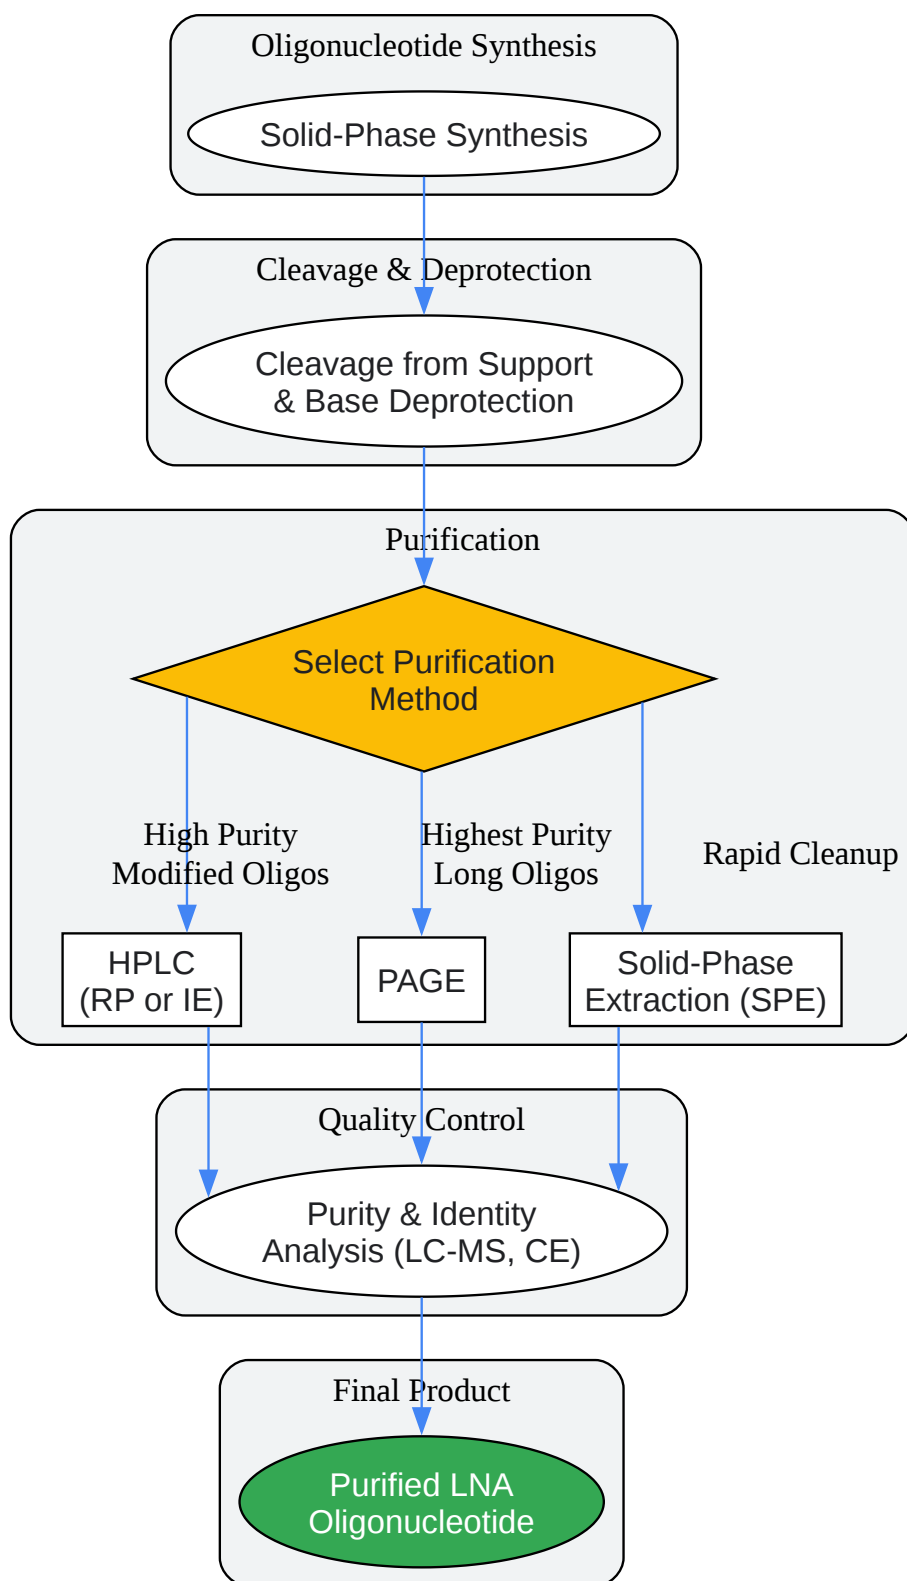 Oligonucleotide Synthesis
Solid-Phase Synthesis
Cleavage & Deprotection
Cleavage from Support
& Base Deprotection
Purification
Select Purification
Method
High Purity
Modified Oligos
Highest Purity
Long Oligos
Rapid Cleanup
HPLC
(RP or IE)
PAGE
Solid-Phase
Extraction (SPE)
Quality Control
Purity & Identity
Analysis (LC-MS, CE)
Final Product
Purified LNA
Oligonucleotide